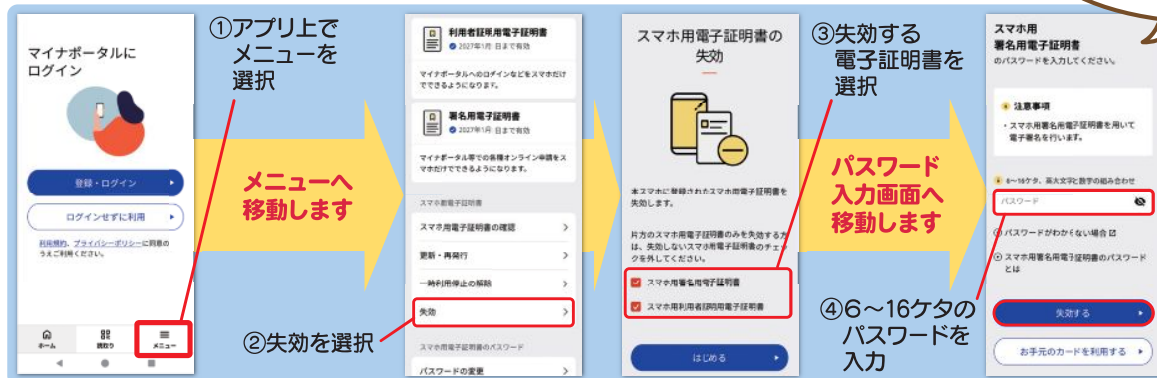 ①アプリ上で
メニューを
選択
マイナポータルに
ログイン
登録・ログイン
ログインせずに利用
利用規約、プライバシーポリシーに同意の
うえご利用ください。
ホーム
読取り
メニュー
メニューへ
移動します
利用者証明用電子証明書
2027年1月 日まで有効
マイナポータルへのログインなどをスマホだけ
でできるようになります。
署名用電子証明書
2027年1月 日まで有効
マイナポータル等での各種オンライン申請をス
マホだけでできるようになります。
スマホ用電子証明書
スマホ用電子証明書の確認
更新・再発行
一時利用停止の解除
失効
②失効を選択
スマホ用電子証明書のパスワード
パスワードの変更
スマホ用電子証明書の
失効
本スマホに登録されたスマホ用電子証明書を
失効します。
片方のスマホ用電子証明書のみを失効する方
は、失効しないスマホ用電子証明書のチェッ
クを外してください。
スマホ用署名用電子証明書
スマホ用利用者証明用電子証明書
はじめる
③失効する
電子証明書を
選択
パスワード
入力画面へ
移動します
④6～16ケタの
パスワードを
入力
スマホ用
署名用電子証明書
のパスワードを入力してください。
注意事項
・スマホ用署名用電子証明書を用いて
電子署名を行います。
6～16ケタ、英大文字と数字の組み合わせ
パスワード
パスワードがわからない場合
スマホ用署名用電子証明書のパスワード
とは
失効する
お手元のカードを利用する